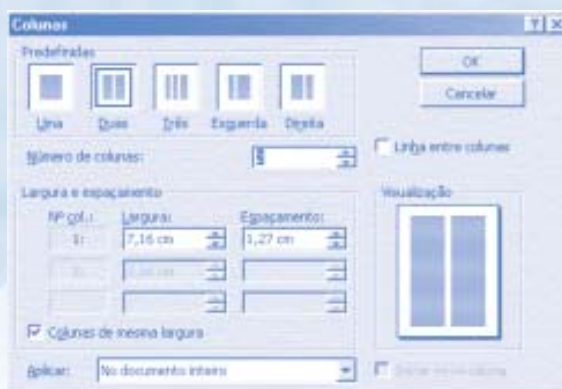 Colunas
Predefinidas
OK
Cancelar
Uma Duas Três Esquerda Direita
Número de colunas:
Linha entre colunas
Largura e espaçamento
Visualização
Nº col.: Largura: Espaçamento:
1: 7,16 cm 1,27 cm
Colunas de mesma largura
Aplicar: No documento inteiro